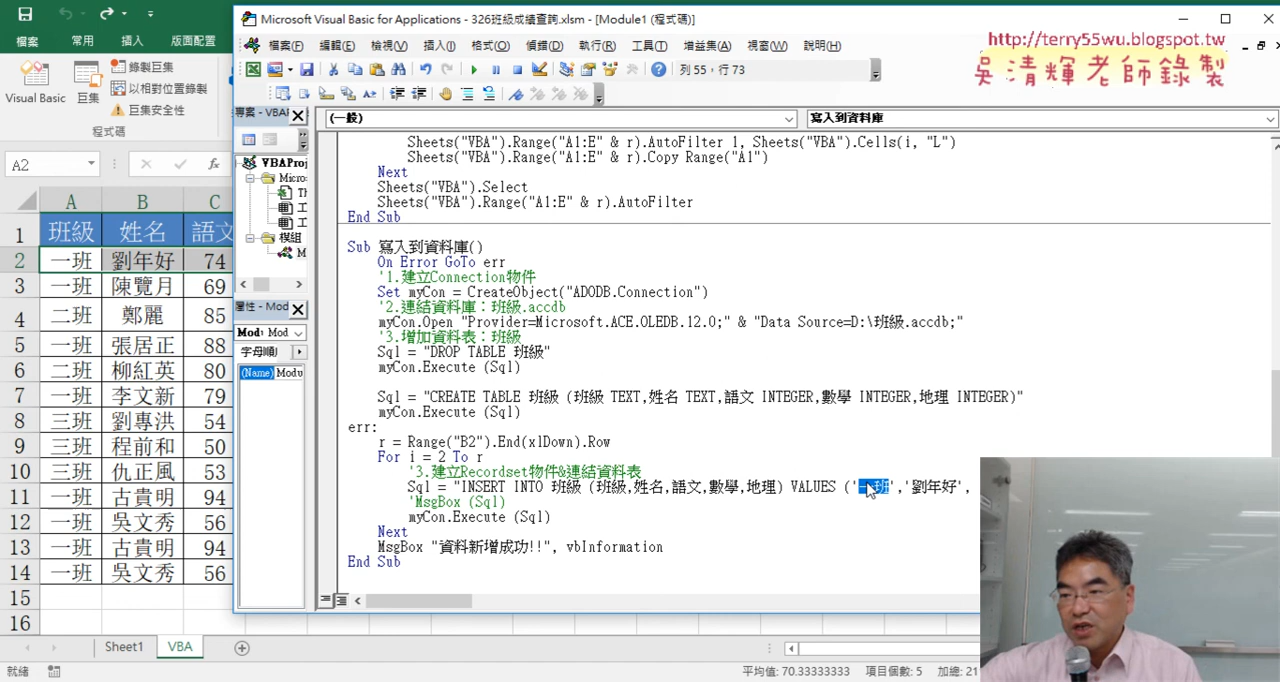 Microsoft Visual Basic for Applications - 326班級成績查詢.xlsm - [Module1 (程式碼)]
http://terry55wu.blogspot.tw
吳清輝老師錄製
檔案 常用 插入 版面配置
檔案(F) 編輯(E) 檢視(V) 插入(I) 格式(O) 偵錯(D) 執行(R) 工具(T) 增益集(A) 視窗(W) 說明(H)
列 55，行 73
Visual Basic
巨集
錄製巨集
以相對位置錄製
巨集安全性
程式碼
A2
專案 - VBAP
VBAProj
模組
屬性 - Mod
Mod Mod
字母順
(Name) Modu
(一般)
寫入到資料庫
Sheets("VBA").Range("A1:E" & r).AutoFilter 1, Sheets("VBA").Cells(i, "L")
Sheets("VBA").Range("A1:E" & r).Copy Range("A1")
Next
Sheets("VBA").Select
Sheets("VBA").Range("A1:E" & r).AutoFilter
End Sub
Sub 寫入到資料庫()
On Error GoTo err
'1.建立Connection物件
Set myCon = CreateObject("ADODB.Connection")
'2.連結資料庫：班級.accdb
myCon.Open "Provider=Microsoft.ACE.OLEDB.12.0;" & "Data Source=D:\班級.accdb;"
'3.增加資料表：班級
Sql = "DROP TABLE 班級"
myCon.Execute (Sql)
Sql = "CREATE TABLE 班級 (班級 TEXT,姓名 TEXT,語文 INTEGER,數學 INTEGER,地理 INTEGER)"
myCon.Execute (Sql)
err:
r = Range("B2").End(xlDown).Row
For i = 2 To r
'3.建立Recordset物件&連結資料表
Sql = "INSERT INTO 班級 (班級,姓名,語文,數學,地理) VALUES ('一班','劉年好',
'MsgBox (Sql)
myCon.Execute (Sql)
Next
MsgBox "資料新增成功!!", vbInformation
End Sub
A B C
1 班級 姓名 語文
2 一班 劉年好 74
3 一班 陳覽月 69
4 二班 鄭麗 85
5 一班 張居正 88
6 二班 柳紅英 80
7 一班 李文新 79
8 三班 劉專洪 54
9 三班 程前和 50
10 三班 仇正風 53
11 一班 古貴明 94
12 一班 吳文秀 56
13 一班 古貴明 94
14 一班 吳文秀 56
15
16
Sheet1 VBA
就緒
平均值: 70.33333333 項目個數: 5 加總: 21